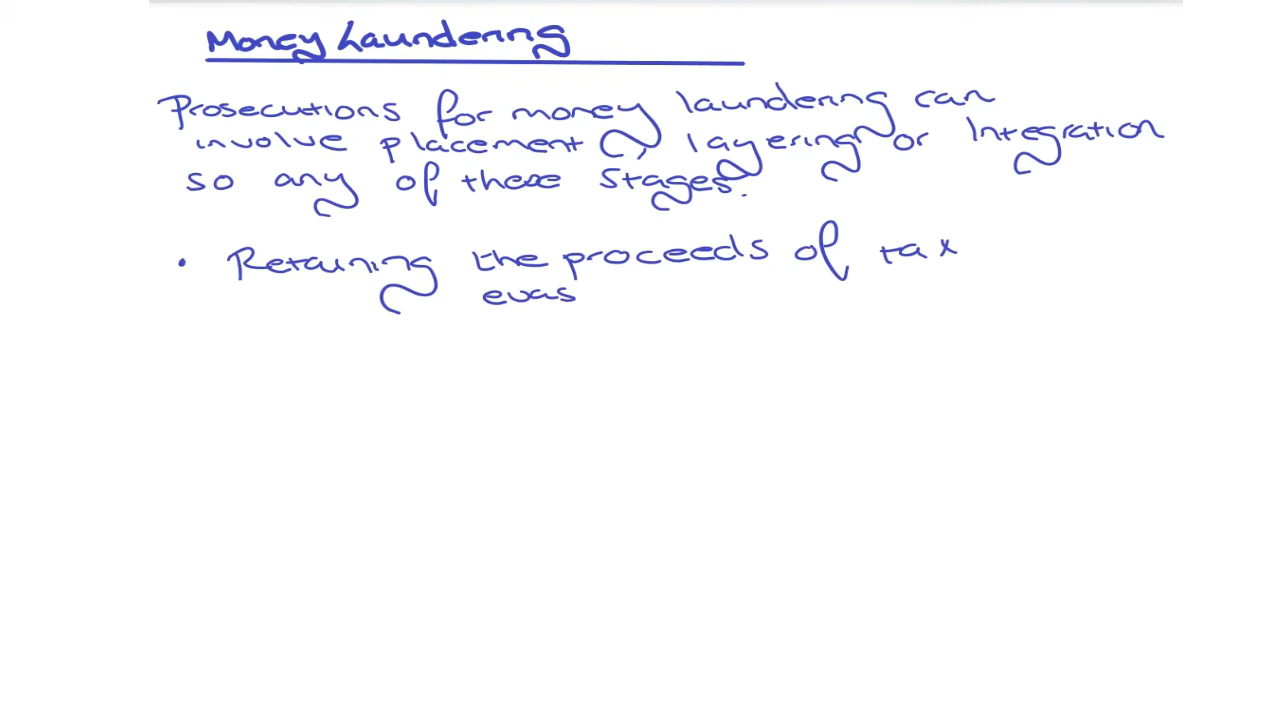 Money Laundering
Prosecutions for money laundering can
involve placement, layering or Integration
so any of these stages.
• Retaining the proceeds of tax
evas